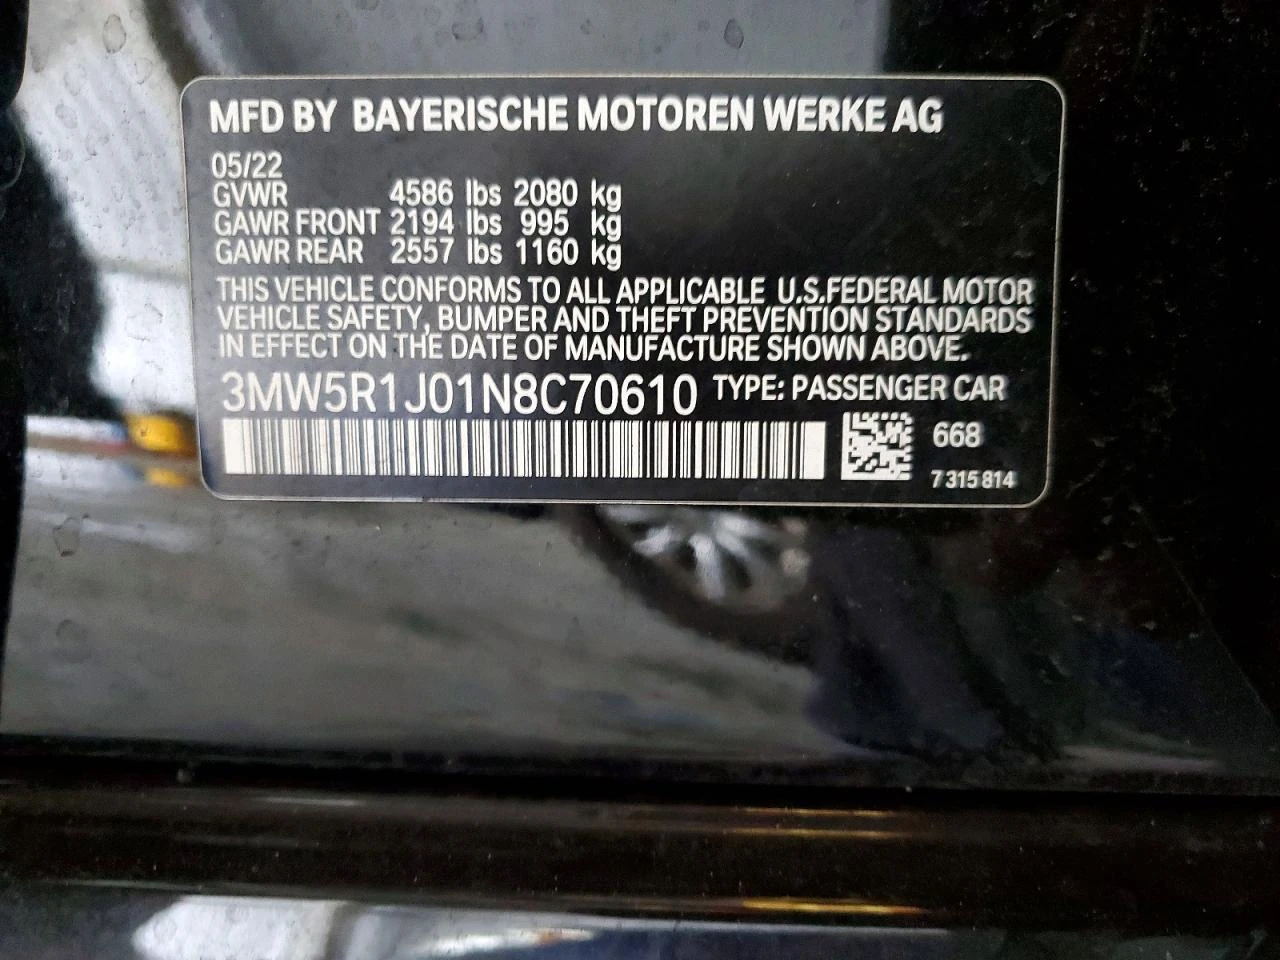 MFD BY BAYERISCHE MOTOREN WERKE AG
05/22
GVWR 4586 lbs 2080 kg
GAWR FRONT 2194 lbs 995 kg
GAWR REAR 2557 lbs 1160 kg
THIS VEHICLE CONFORMS TO ALL APPLICABLE U.S.FEDERAL MOTOR
VEHICLE SAFETY, BUMPER AND THEFT PREVENTION STANDARDS
IN EFFECT ON THE DATE OF MANUFACTURE SHOWN ABOVE.
3MW5R1J01N8C70610 TYPE: PASSENGER CAR
668
7 315 814